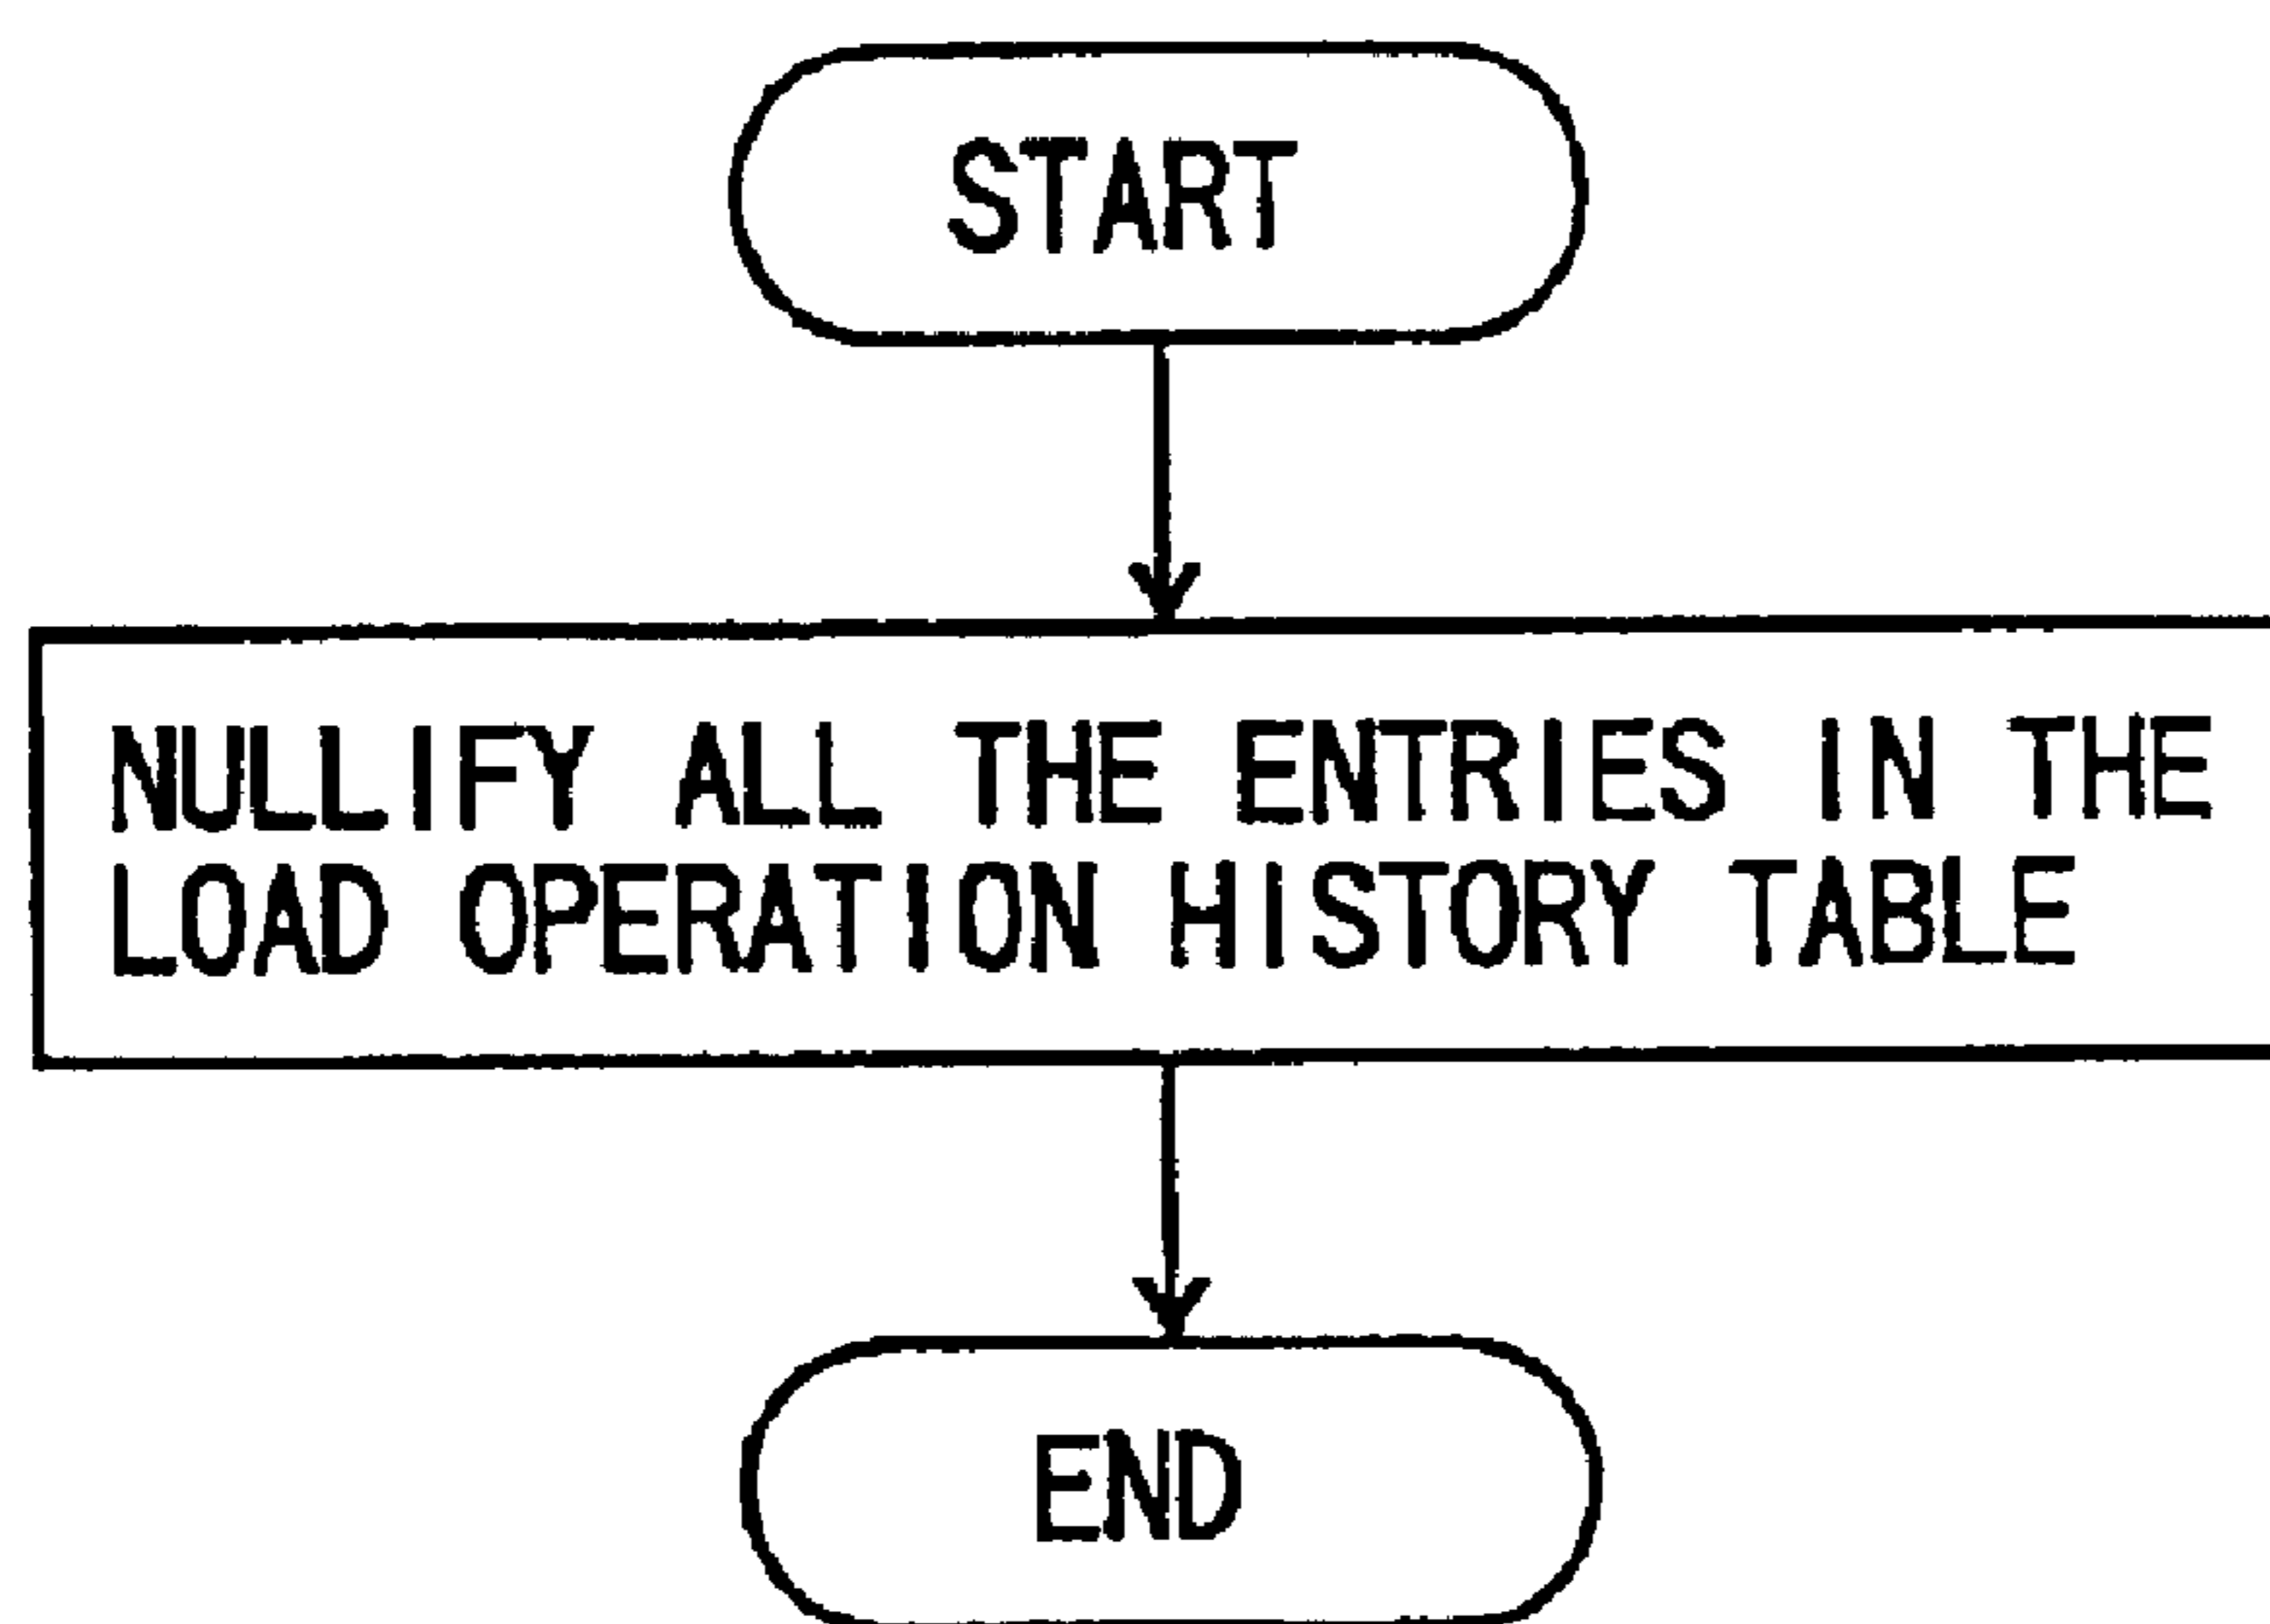 START
NULLIFY ALL THE ENTRIES IN THE
LOAD OPERATION HISTORY TABLE
END